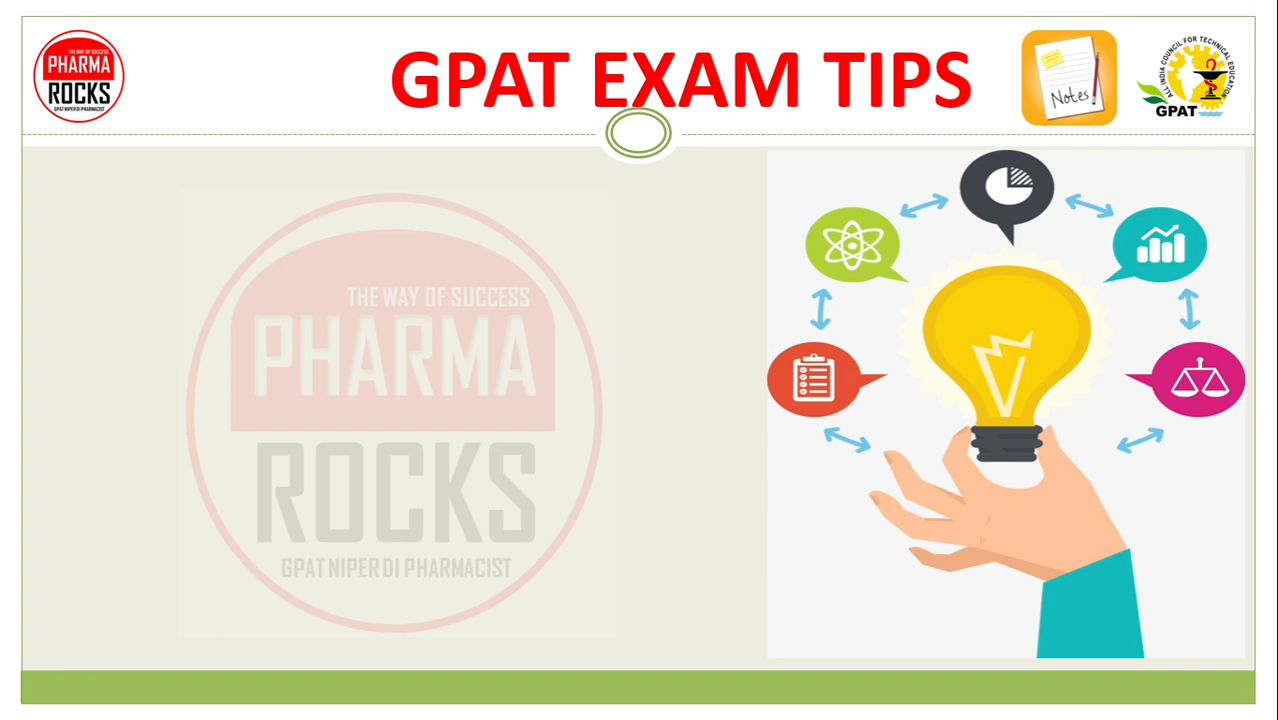 THE WAY OF SUCCESS
PHARMA
ROCKS
GPAT NIPER DI PHARMACIST
GPAT EXAM TIPS
Notes
ALL INDIA COUNCIL FOR TECHNICAL EDUCATION
GPAT
THE WAY OF SUCCESS
PHARMA
ROCKS
GPAT NIPER DI PHARMACIST